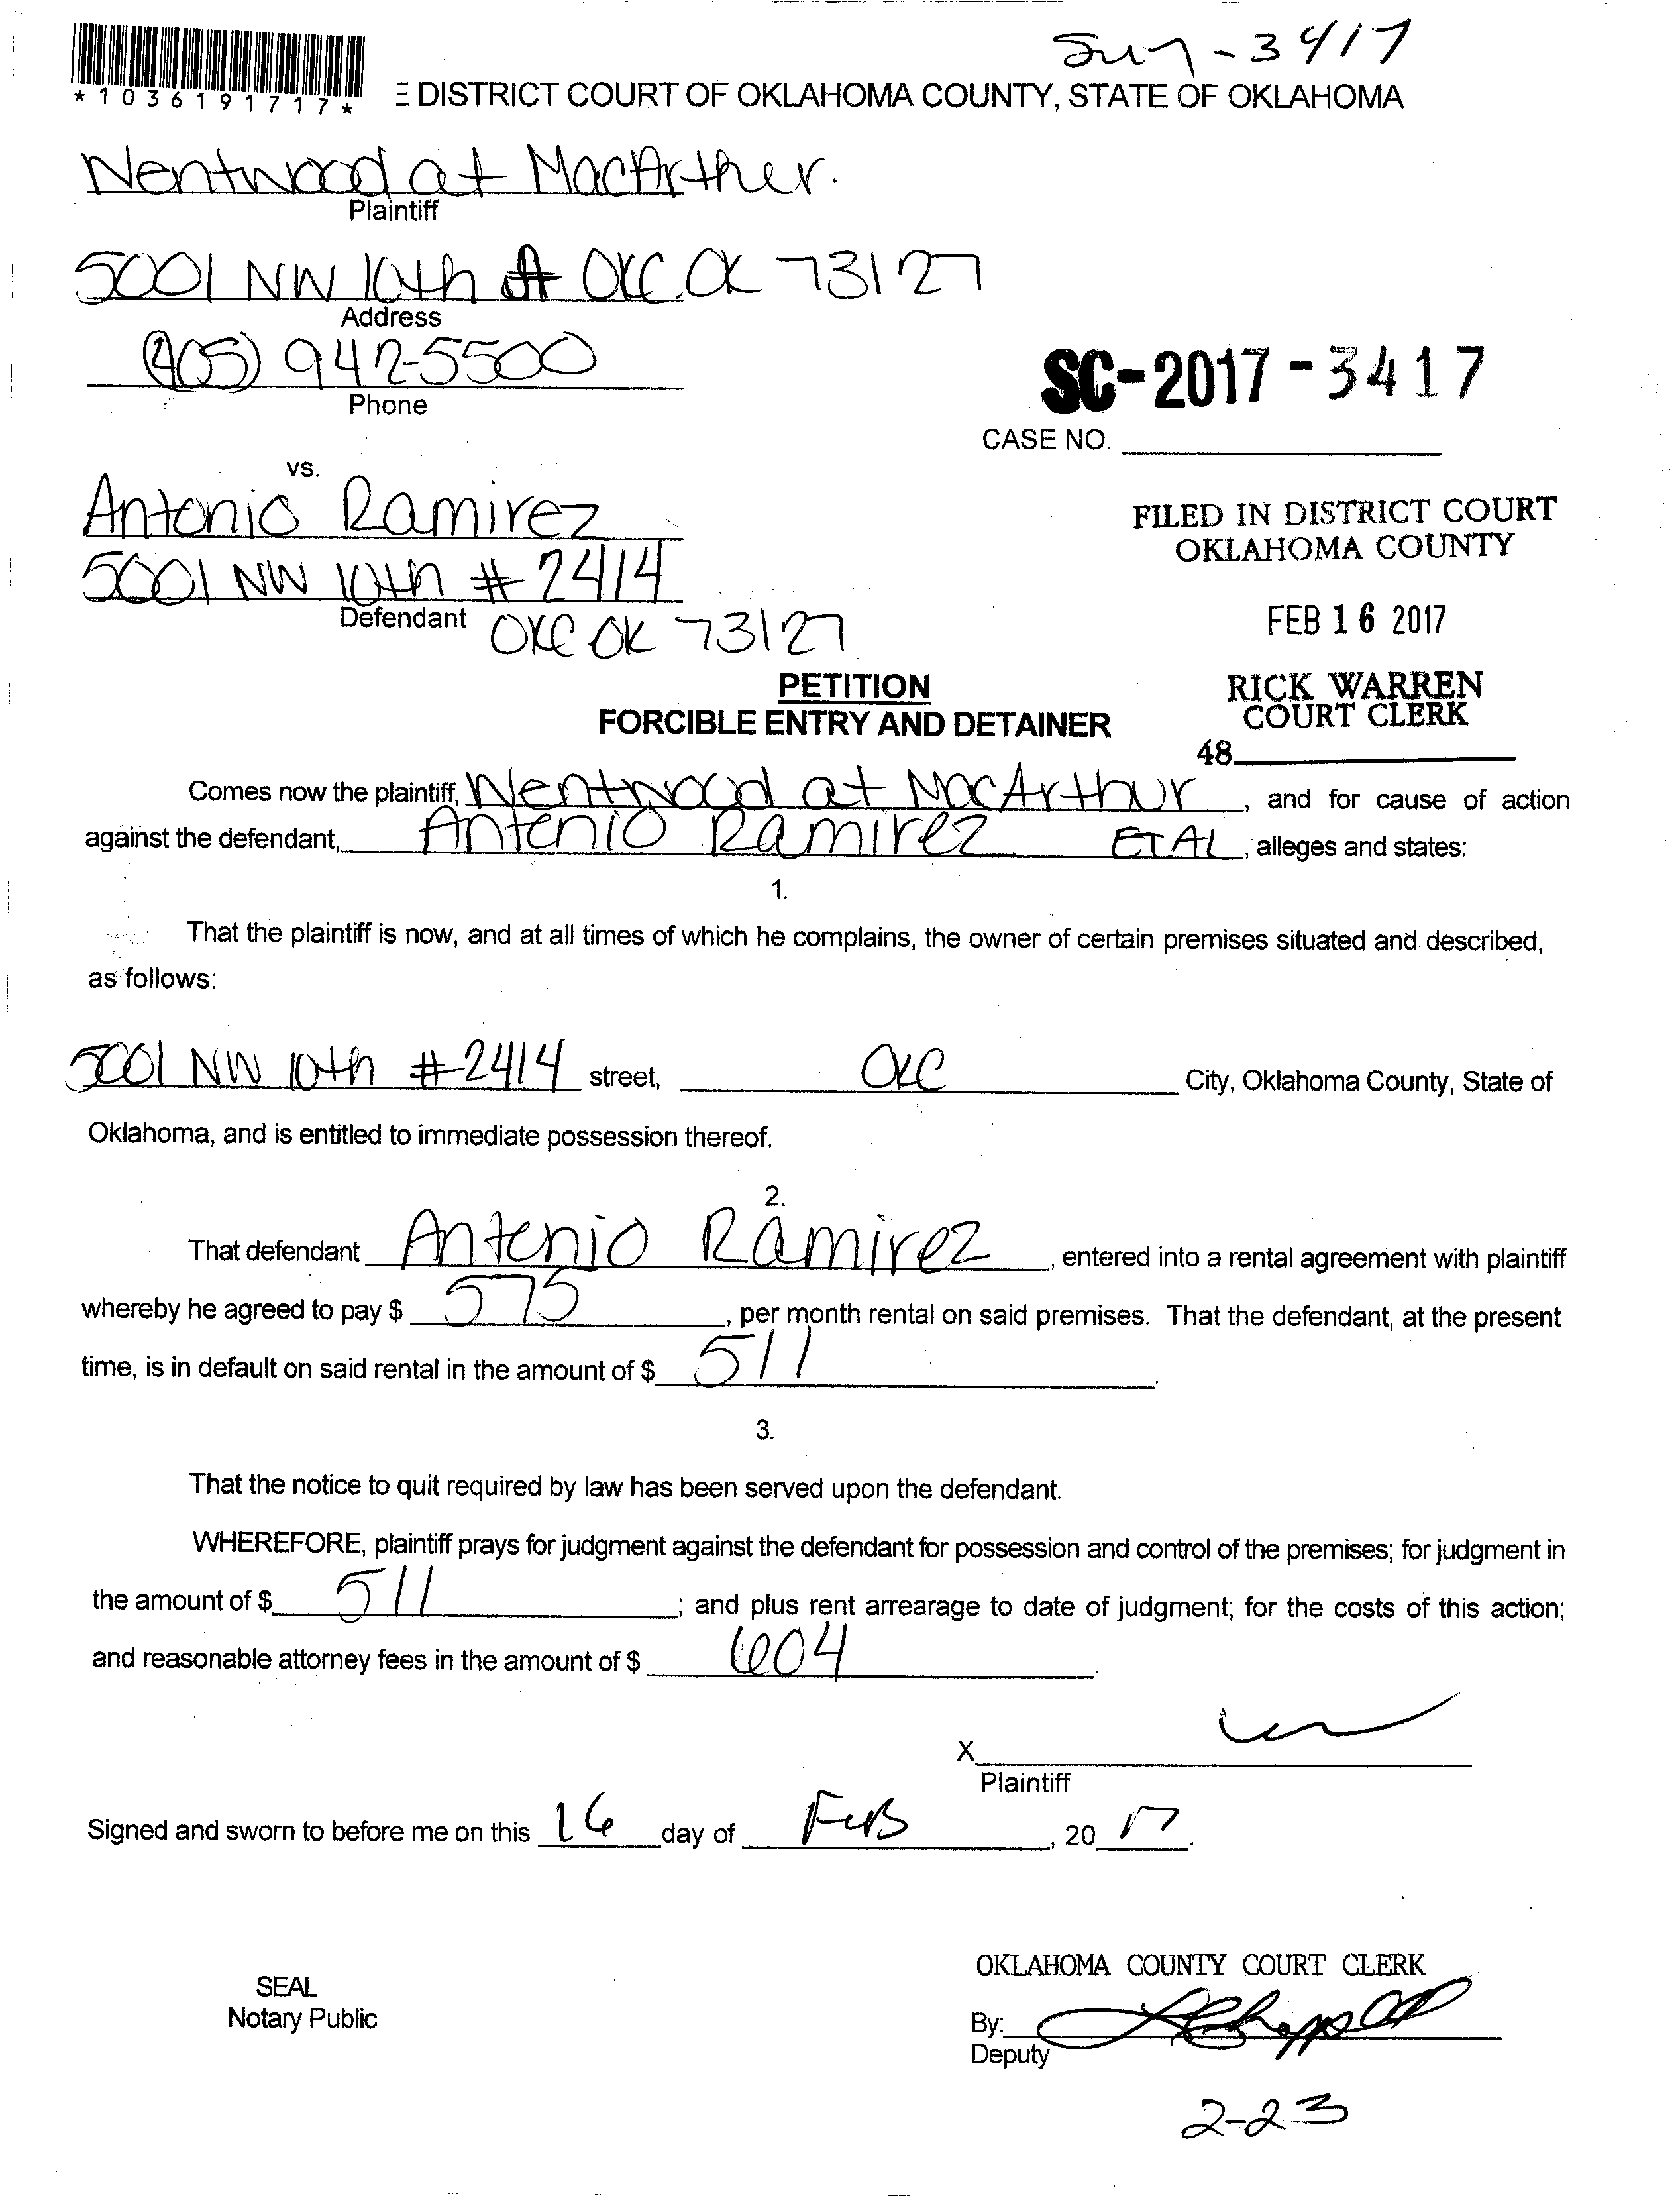 SM17-3417
*1036191717*
E DISTRICT COURT OF OKLAHOMA COUNTY, STATE OF OKLAHOMA
Wentwood at MacArther.
Plaintiff
5001 NW 10th OKC OK 73127
Address
(405) 942-5500
Phone
SC-2017-3417
CASE NO.
vs.
Antonio Ramirez
5001 NW 10th # 2414
Defendant OKC OK 73127
FILED IN DISTRICT COURT
OKLAHOMA COUNTY
FEB 16 2017
RICK WARREN
COURT CLERK
48
PETITION
FORCIBLE ENTRY AND DETAINER
Comes now the plaintiff, Wentwood at MacArthur, and for cause of action
against the defendant, Antonio Ramirez ET AL, alleges and states:
1.
That the plaintiff is now, and at all times of which he complains, the owner of certain premises situated and described,
as follows:
5001 NW 10th #2414 street, OKC City, Oklahoma County, State of
Oklahoma, and is entitled to immediate possession thereof.
2.
That defendant Antonio Ramirez, entered into a rental agreement with plaintiff
whereby he agreed to pay $ 575, per month rental on said premises. That the defendant, at the present
time, is in default on said rental in the amount of $ 511.
3.
That the notice to quit required by law has been served upon the defendant.
WHEREFORE, plaintiff prays for judgment against the defendant for possession and control of the premises; for judgment in
the amount of $ 511; and plus rent arrearage to date of judgment; for the costs of this action;
and reasonable attorney fees in the amount of $ 604.
X
Plaintiff
Signed and sworn to before me on this 16 day of FEB, 20 17.
SEAL
Notary Public
OKLAHOMA COUNTY COURT CLERK
By:
Deputy
2-23